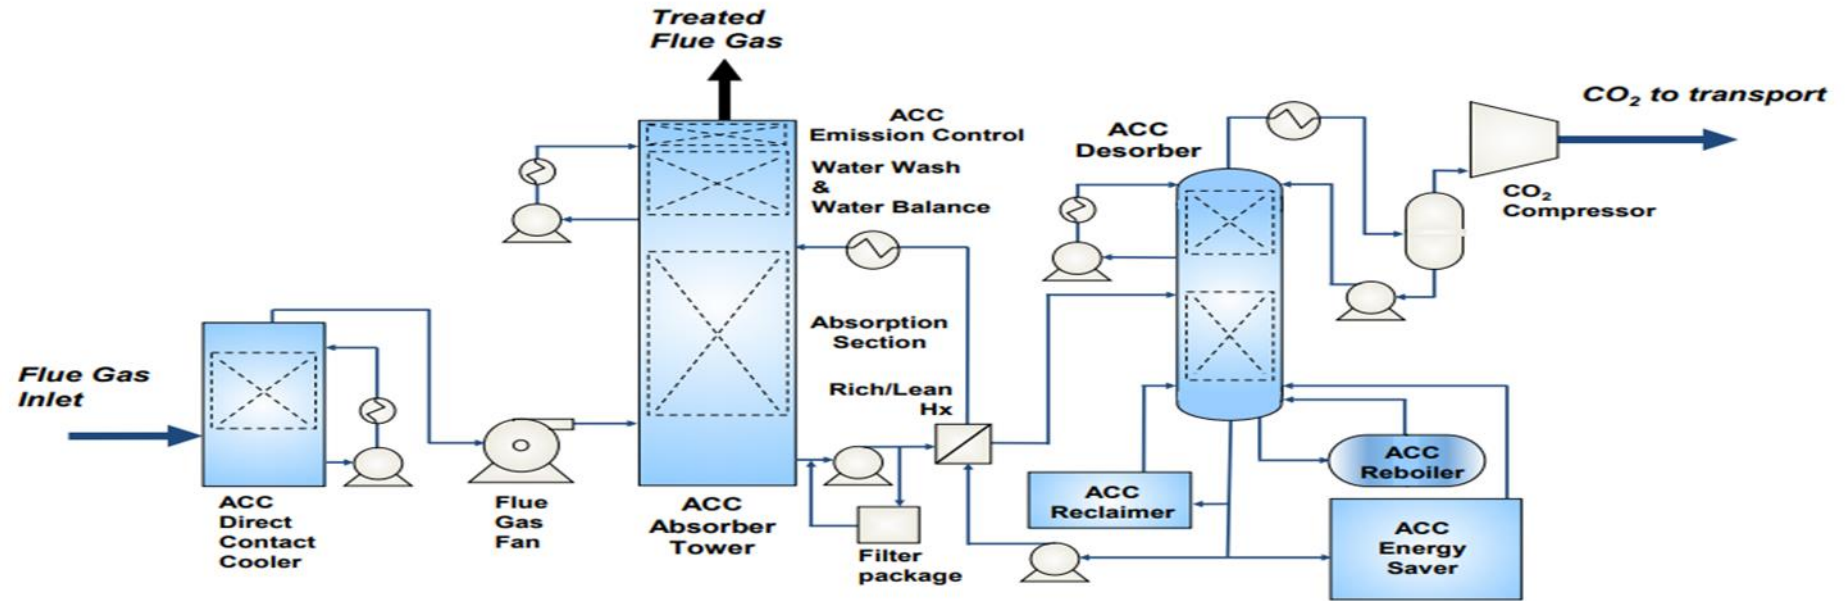 Treated
Flue Gas
ACC
Emission Control
Water Wash
&
Water Balance
ACC
Desorber
CO₂ to transport
CO₂
Compressor
Flue Gas
Inlet
Absorption
Section
Rich/Lean
Hx
ACC
Direct
Contact
Cooler
Flue
Gas
Fan
ACC
Absorber
Tower
Filter
package
ACC
Reclaimer
ACC
Reboiler
ACC
Energy
Saver